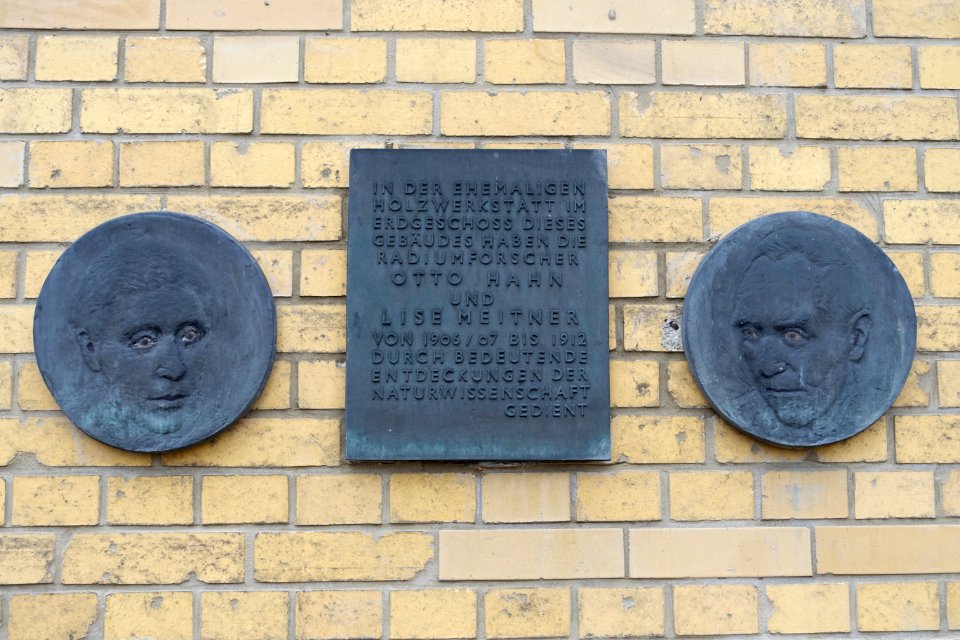 IN DER EHEMALIGEN
HOLZWERKSTATT IM
ERDGESCHOSS DIESES
GEBÄUDES HABEN DIE
RADIUMFORSCHER
OTTO HAHN
UND
LISE MEITNER
VON 1906/07 BIS 1912
DURCH BEDEUTENDE
ENTDECKUNGEN DER
NATURWISSENSCHAFT
GEDIENT